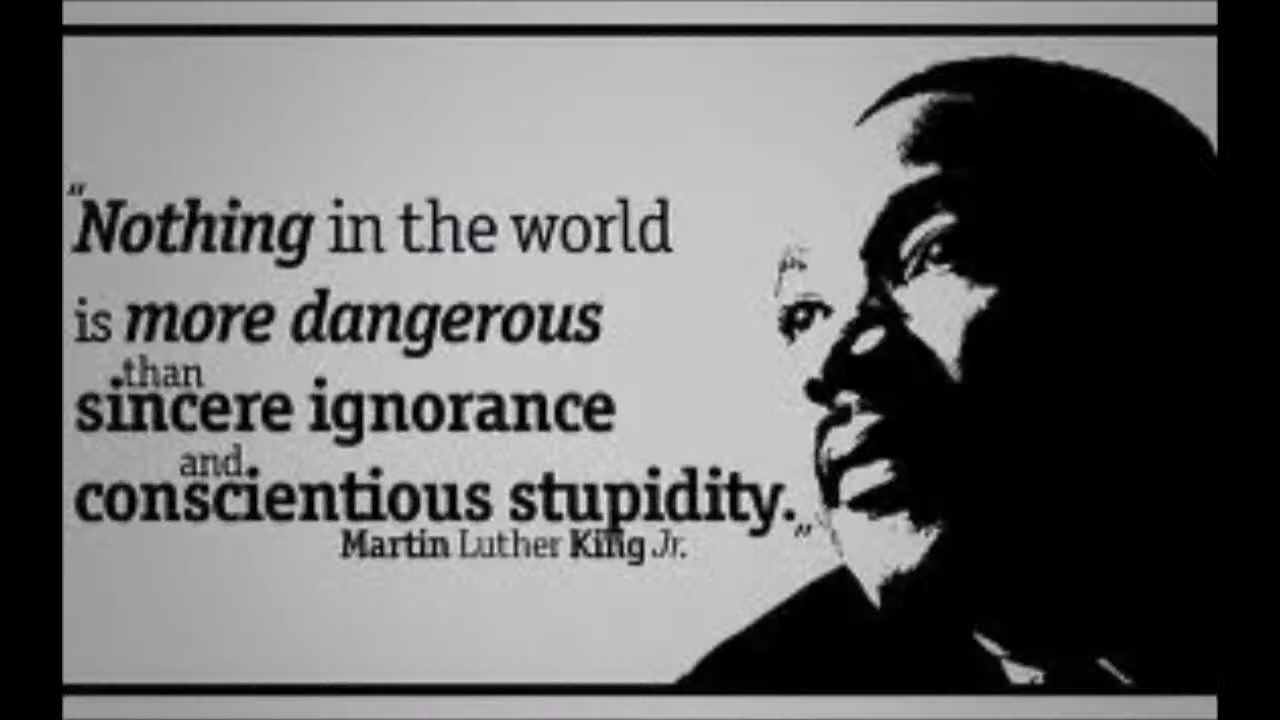 "Nothing in the world
is more dangerous
than
sincere ignorance
and
conscientious stupidity."
Martin Luther King Jr.